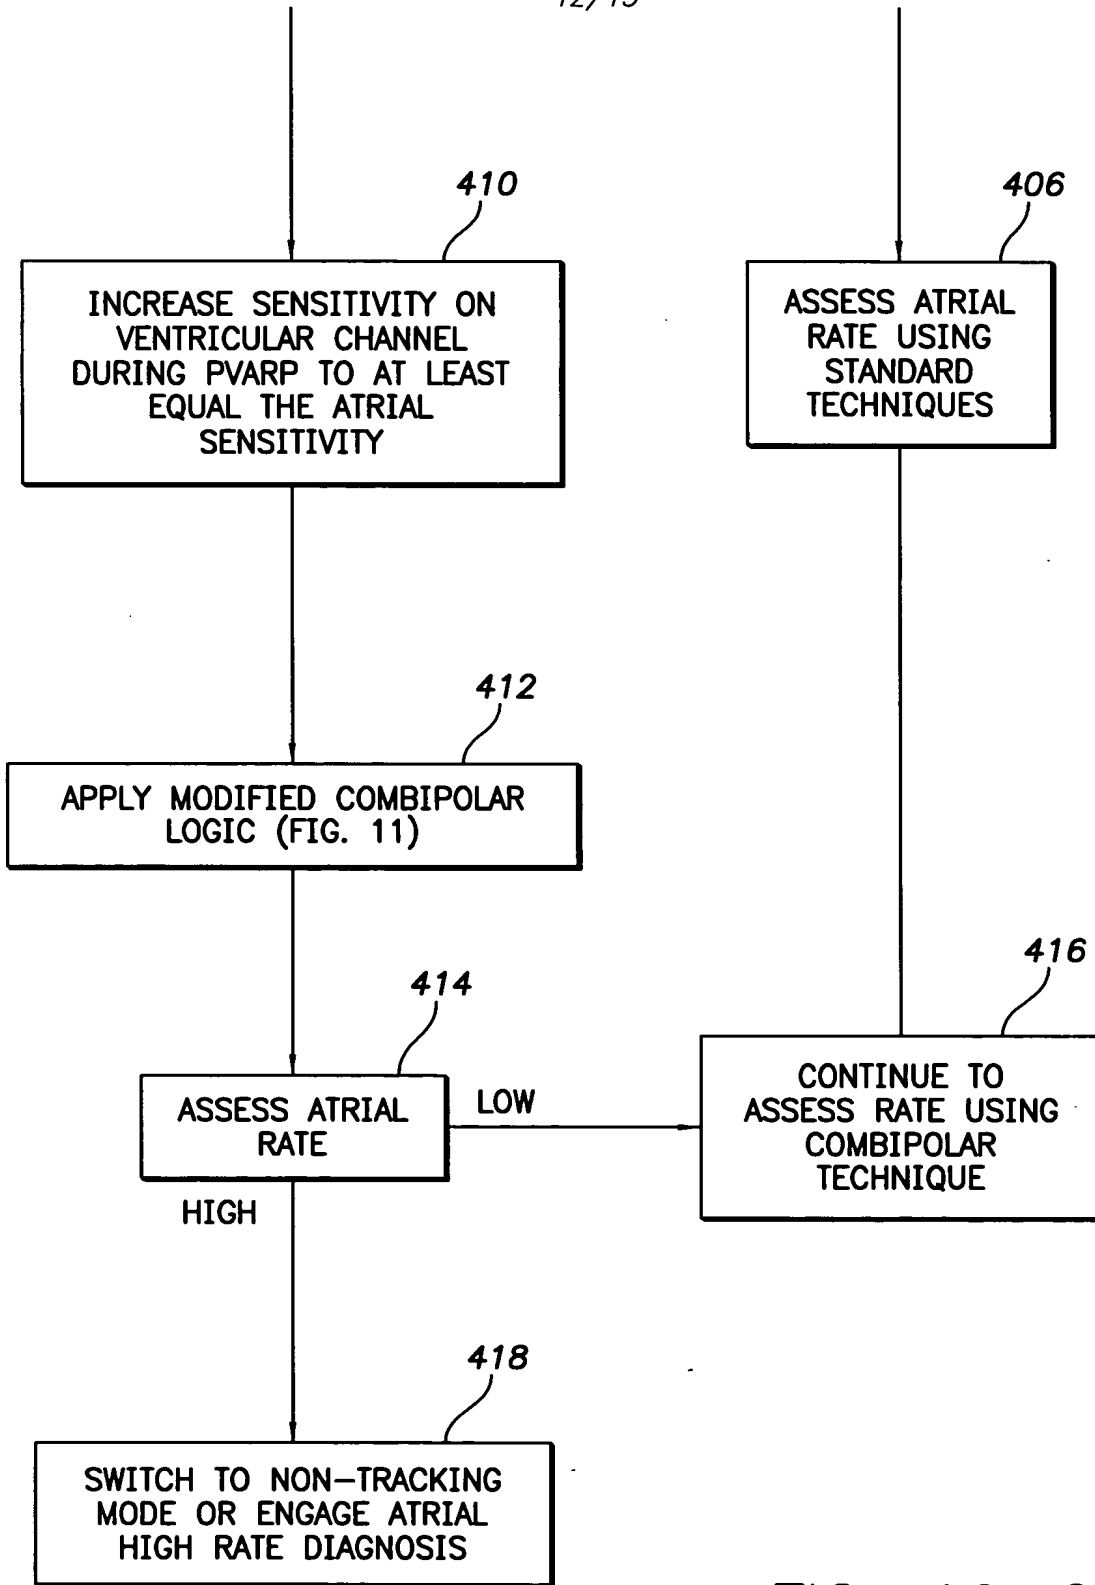 410
INCREASE SENSITIVITY ON
VENTRICULAR CHANNEL
DURING PVARP TO AT LEAST
EQUAL THE ATRIAL
SENSITIVITY
406
ASSESS ATRIAL
RATE USING
STANDARD
TECHNIQUES
412
APPLY MODIFIED COMBIPOLAR
LOGIC (FIG. 11)
414
ASSESS ATRIAL
RATE
LOW
HIGH
416
CONTINUE TO
ASSESS RATE USING
COMBIPOLAR
TECHNIQUE
418
SWITCH TO NON-TRACKING
MODE OR ENGAGE ATRIAL
HIGH RATE DIAGNOSIS